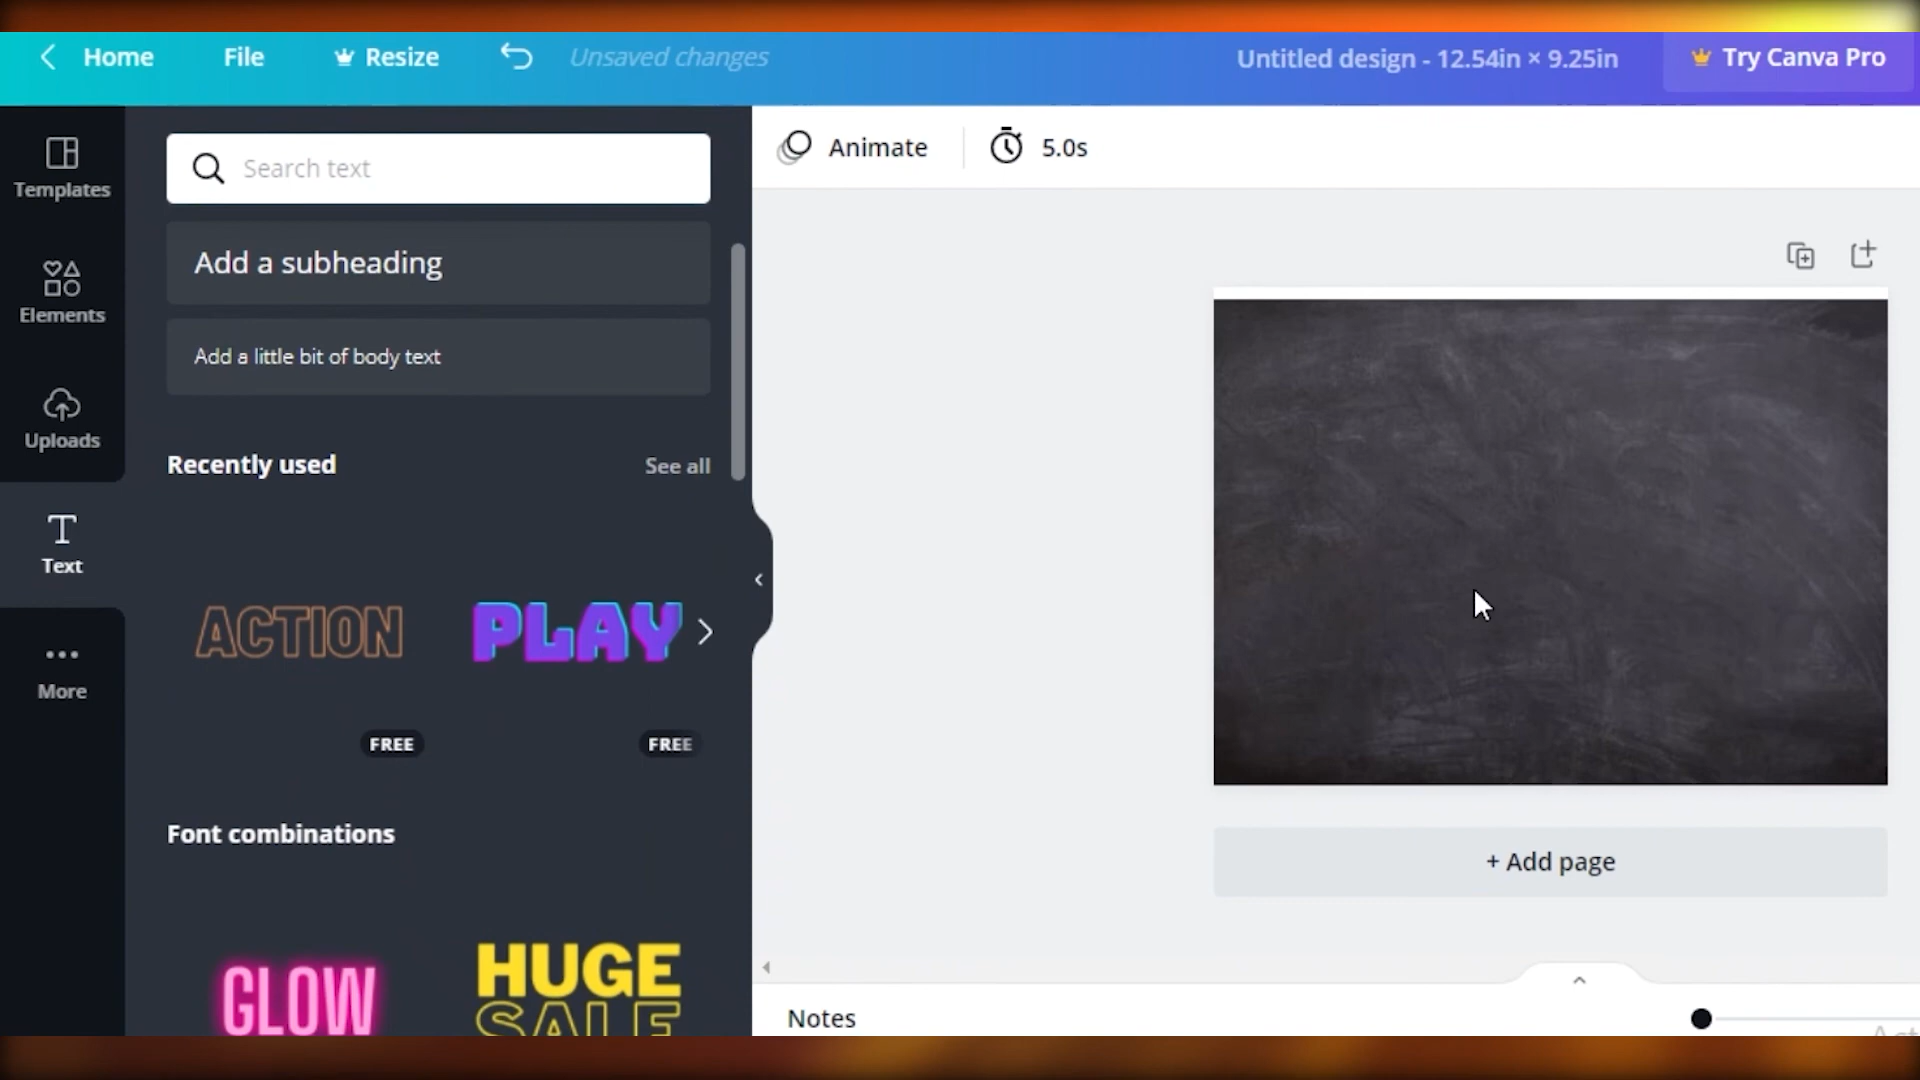 Home File Resize Unsaved changes Untitled design - 12.54in × 9.25in Try Canva Pro
Templates
Elements
Uploads
Text
More
Search text
Add a subheading
Add a little bit of body text
Recently used See all
ACTION PLAY
FREE FREE
Font combinations
GLOW
HUGE
SALE
Animate 5.0s
+ Add page
Notes